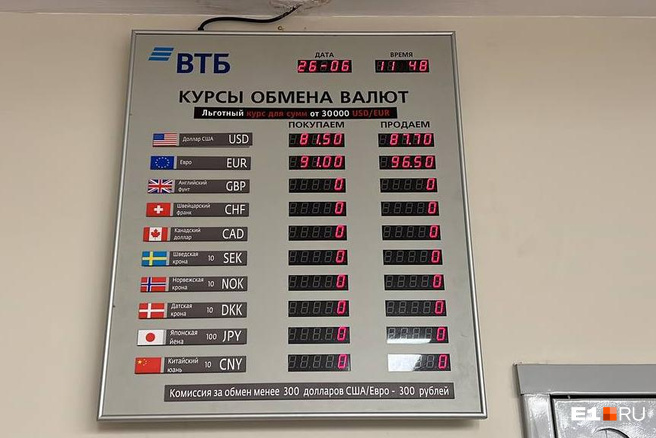 ВТБ
ДАТА ВРЕМЯ
26-06 11 48
КУРСЫ ОБМЕНА ВАЛЮТ
Льготный курс для сумм от 30000 USD/EUR
ПОКУПАЕМ ПРОДАЕМ
Доллар США USD 81.50 87.70
Евро EUR 91.00 96.50
Английский фунт GBP 0 0
Швейцарский франк CHF 0 0
Канадский доллар CAD 0 0
Шведская крона 10 SEK 0 0
Норвежская крона 10 NOK 0 0
Датская крона 10 DKK 0 0
Японская йена 100 JPY 0 0
Китайский юань 10 CNY 0 0
Комиссия за обмен менее 300 долларов США/Евро - 300 рублей
E1.RU